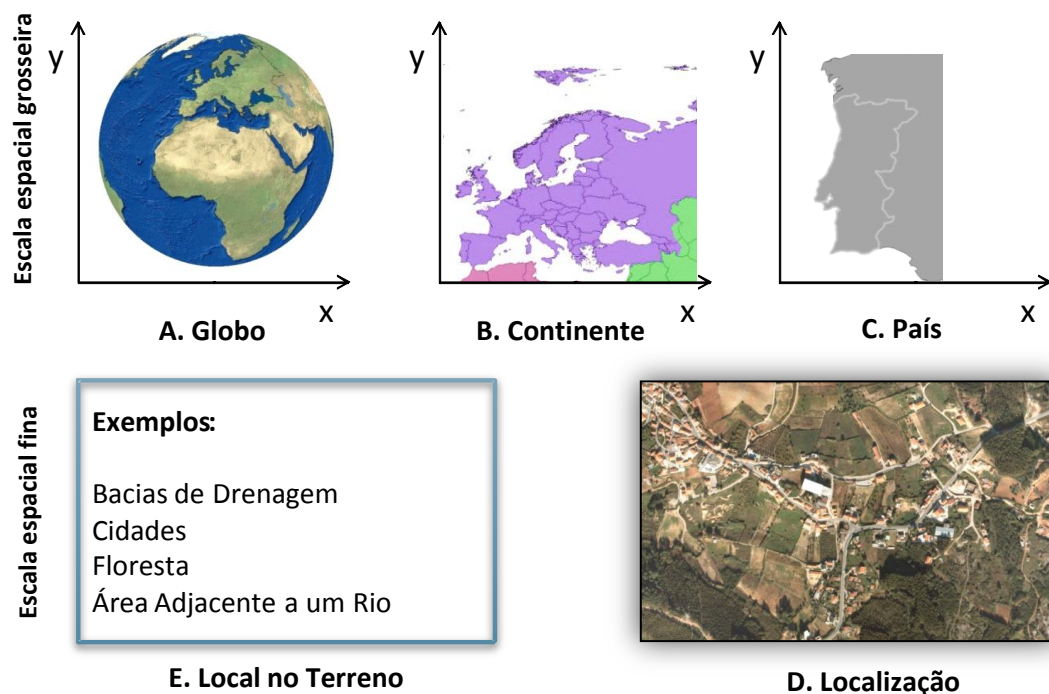 Escala espacial grosseira
y
x
A. Globo
y
x
B. Continente
y
x
C. País
Escala espacial fina
Exemplos:
Bacias de Drenagem
Cidades
Floresta
Área Adjacente a um Rio
E. Local no Terreno
D. Localização